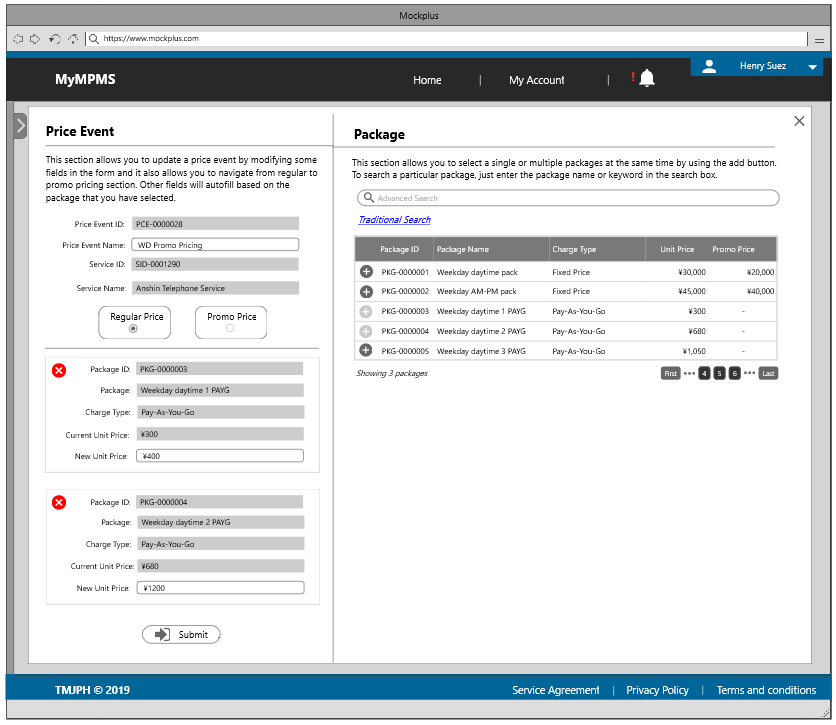 Mockplus
https://www.mockplus.com
MyMPMS
Home | My Account | ! Henry Suez
Price Event
This section allows you to update a price event by modifying some
fields in the form and it also allows you to navigate from regular to
promo pricing section. Other fields will autofill based on the
package that you have selected.
Price Event ID: PCE-0000028
Price Event Name: WD Promo Pricing
Service ID: SID-0001290
Service Name: Anshin Telephone Service
Regular Price Promo Price
Package ID: PKG-0000003
Package: Weekday daytime 1 PAYG
Charge Type: Pay-As-You-Go
Current Unit Price: ¥300
New Unit Price: ¥400
Package ID: PKG-0000004
Package: Weekday daytime 2 PAYG
Charge Type: Pay-As-You-Go
Current Unit Price: ¥680
New Unit Price: ¥1200
Submit
Package
This section allows you to select a single or multiple packages at the same time by using the add button.
To search a particular package, just enter the package name or keyword in the search box.
Advanced Search
Traditional Search
Package ID Package Name Charge Type Unit Price Promo Price
PKG-0000001 Weekday daytime pack Fixed Price ¥30,000 ¥20,000
PKG-0000002 Weekday AM-PM pack Fixed Price ¥45,000 ¥40,000
PKG-0000003 Weekday daytime 1 PAYG Pay-As-You-Go ¥300 -
PKG-0000004 Weekday daytime 2 PAYG Pay-As-You-Go ¥680 -
PKG-0000005 Weekday daytime 3 PAYG Pay-As-You-Go ¥1,050 -
Showing 3 packages First ••• 4 5 6 ••• Last
TMJPH © 2019 Service Agreement | Privacy Policy | Terms and conditions